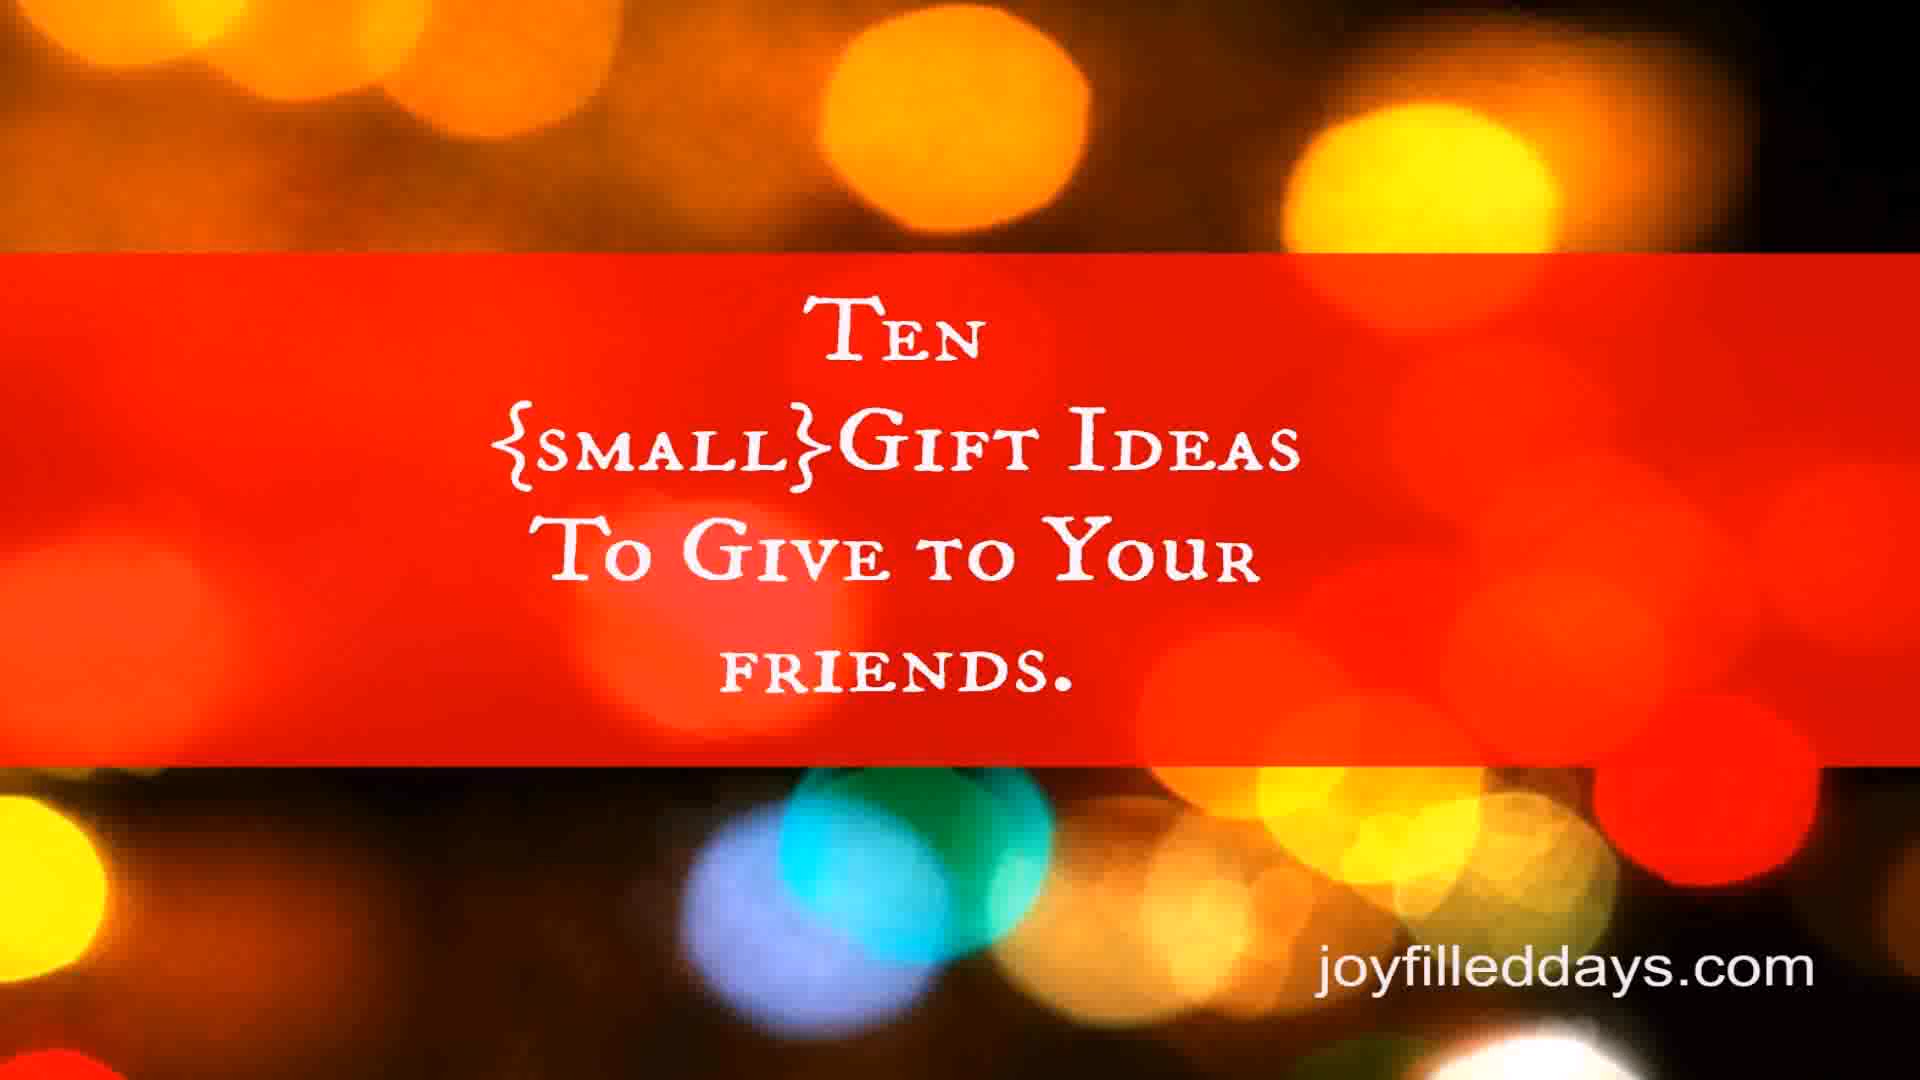 Ten
{small}Gift Ideas
To Give to Your
friends.
joyfilleddays.com